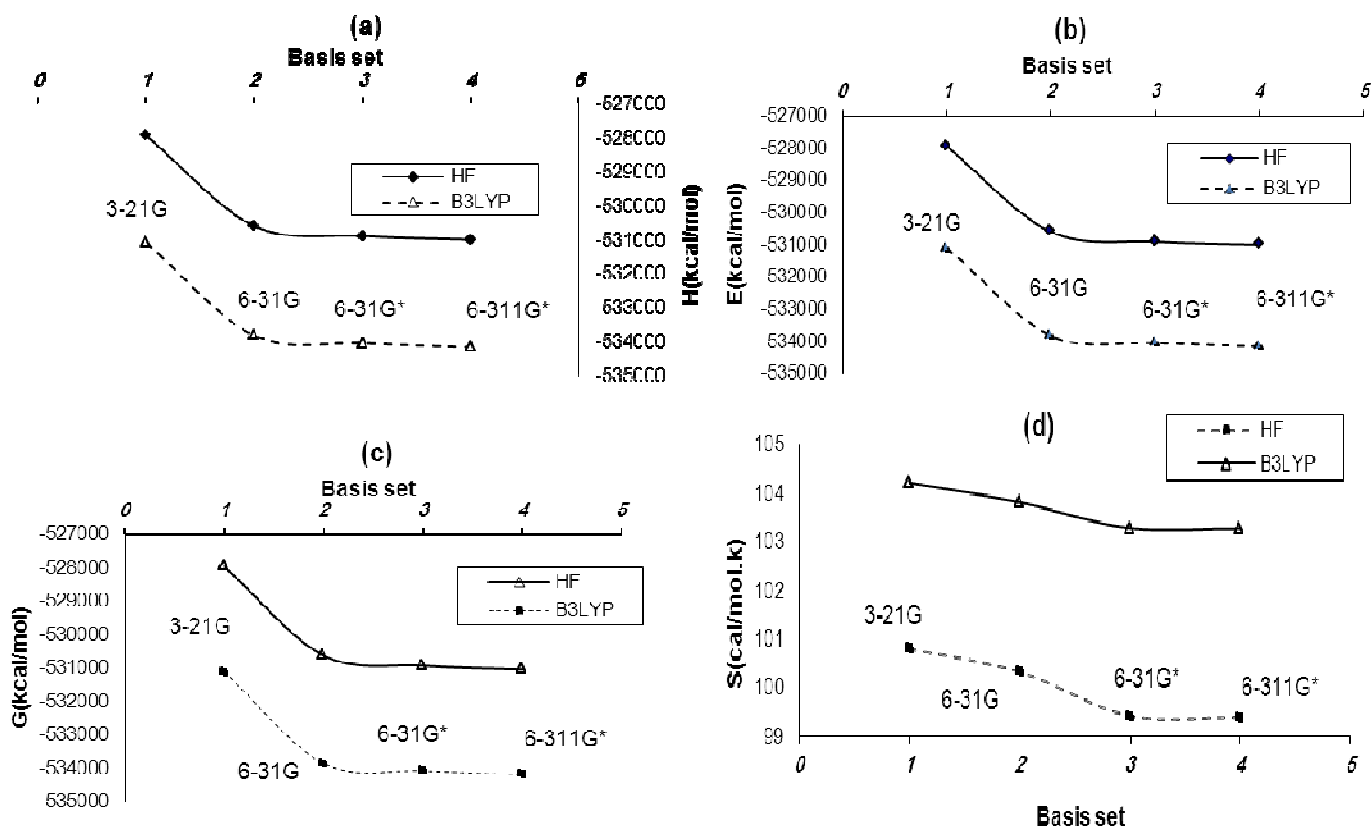 (a)
Basis set
0 1 2 3 4 5
-527000
-528000
-529000
-530000
-531000
-532000
-533000
-534000
-535000
H(kcal/mol)
HF
B3LYP
3-21G
6-31G 6-31G* 6-311G*
(b)
Basis set
0 1 2 3 4 5
-527000
-528000
-529000
-530000
-531000
-532000
-533000
-534000
-535000
E(kcal/mol)
HF
B3LYP
3-21G
6-31G 6-31G* 6-311G*
(c)
Basis set
0 1 2 3 4 5
-527000
-528000
-529000
-530000
-531000
-532000
-533000
-534000
-535000
G(kcal/mol)
HF
B3LYP
3-21G
6-31G 6-31G* 6-311G*
(d)
HF
B3LYP
105
104
103
102
101
100
99
S(cal/mol.k)
3-21G
6-31G 6-31G* 6-311G*
0 1 2 3 4 5
Basis set